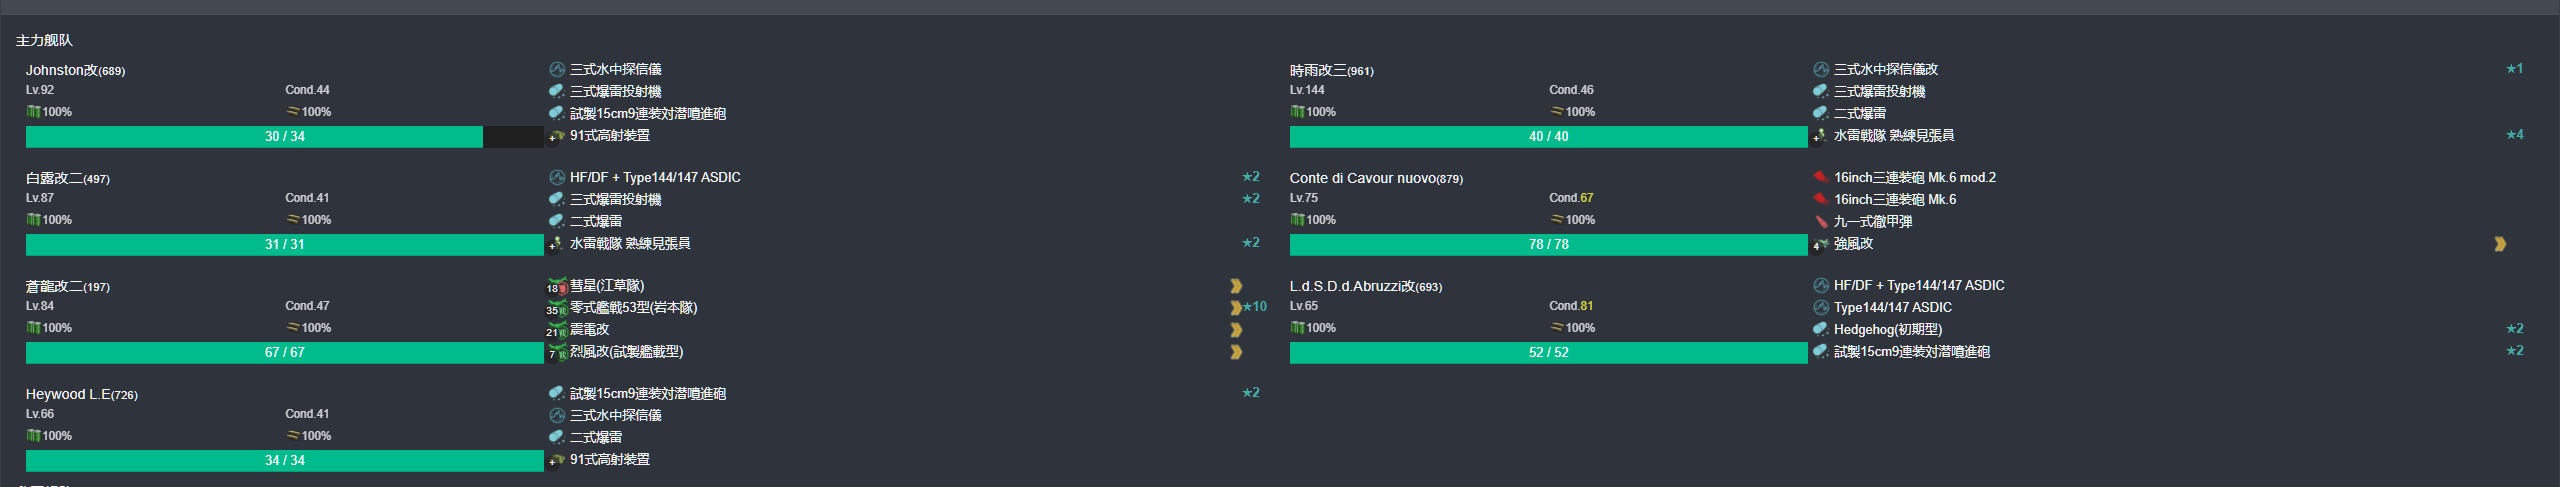 主力舰队
Johnston改(689)
Lv.92 Cond.44
100% 100%
30 / 34
三式水中探信儀
三式爆雷投射機
試製15cm9連装対潜噴進砲
+ 91式高射装置
時雨改三(961)
Lv.144 Cond.46
100% 100%
40 / 40
三式水中探信儀改 ★1
三式爆雷投射機
二式爆雷
+ 水雷戦隊 熟練見張員 ★4
白露改二(497)
Lv.87 Cond.41
100% 100%
31 / 31
HF/DF + Type144/147 ASDIC ★2
三式爆雷投射機 ★2
二式爆雷
+ 水雷戦隊 熟練見張員 ★2
Conte di Cavour nuovo(879)
Lv.75 Cond.67
100% 100%
78 / 78
16inch三連装砲 Mk.6 mod.2
16inch三連装砲 Mk.6
九一式徹甲弾
4 強風改
蒼龍改二(197)
Lv.84 Cond.47
100% 100%
67 / 67
18 彗星(江草隊)
35 零式艦戦53型(岩本隊) ★10
21 震電改
7 烈風改(試製艦載型)
L.d.S.D.d.Abruzzi改(693)
Lv.65 Cond.81
100% 100%
52 / 52
HF/DF + Type144/147 ASDIC
Type144/147 ASDIC
Hedgehog(初期型) ★2
試製15cm9連装対潜噴進砲 ★2
Heywood L.E(726)
Lv.66 Cond.41
100% 100%
34 / 34
試製15cm9連装対潜噴進砲 ★2
三式水中探信儀
二式爆雷
+ 91式高射装置